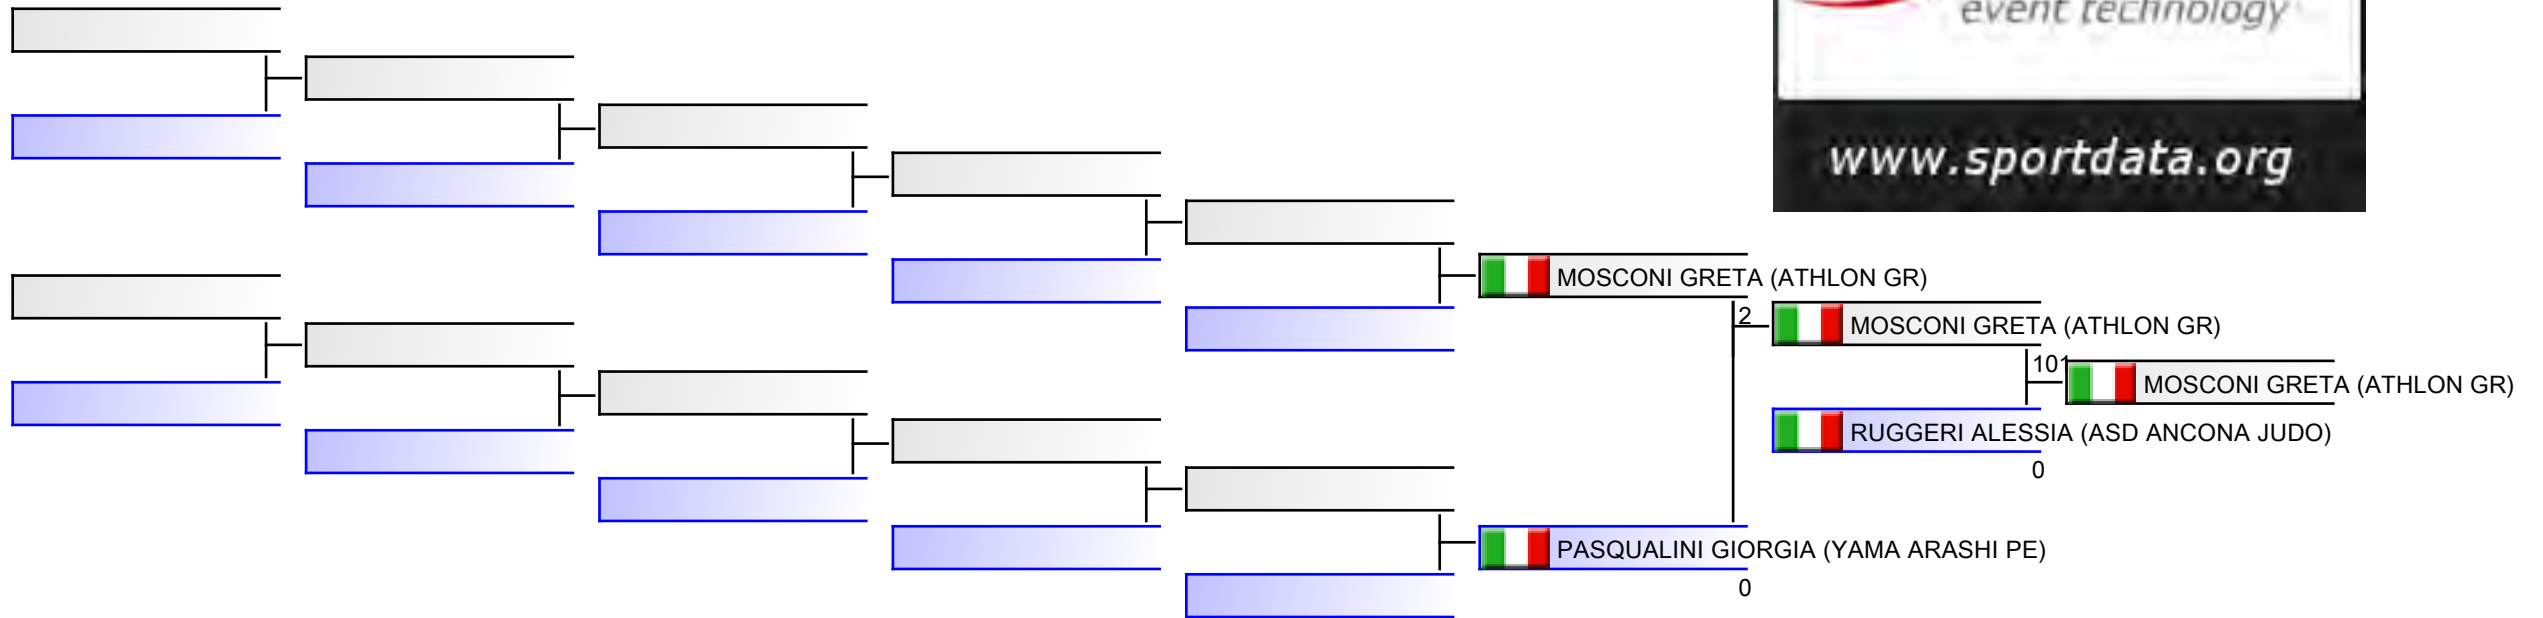 event technology
www.sportdata.org
MOSCONI GRETA (ATHLON GR)
2
MOSCONI GRETA (ATHLON GR)
101
MOSCONI GRETA (ATHLON GR)
RUGGERI ALESSIA (ASD ANCONA JUDO)
0
PASQUALINI GIORGIA (YAMA ARASHI PE)
0